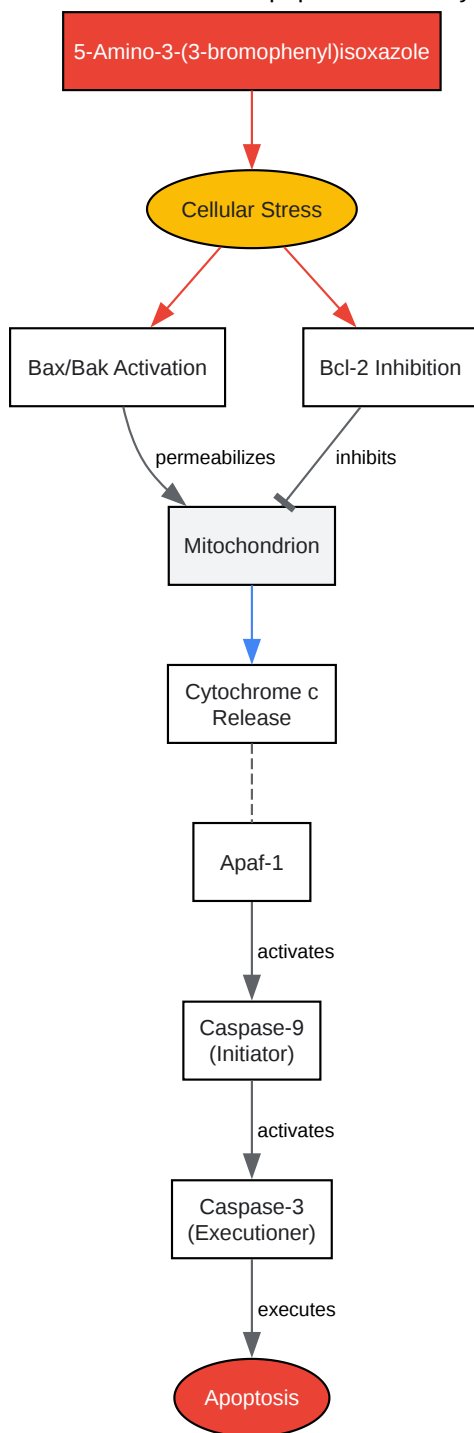 5-Amino-3-(3-bromophenyl)isoxazole
Cellular Stress
Bax/Bak Activation
Bcl-2 Inhibition
permeabilizes
inhibits
Mitochondrion
Cytochrome c
Release
Apaf-1
activates
Caspase-9
(Initiator)
activates
Caspase-3
(Executioner)
executes
Apoptosis